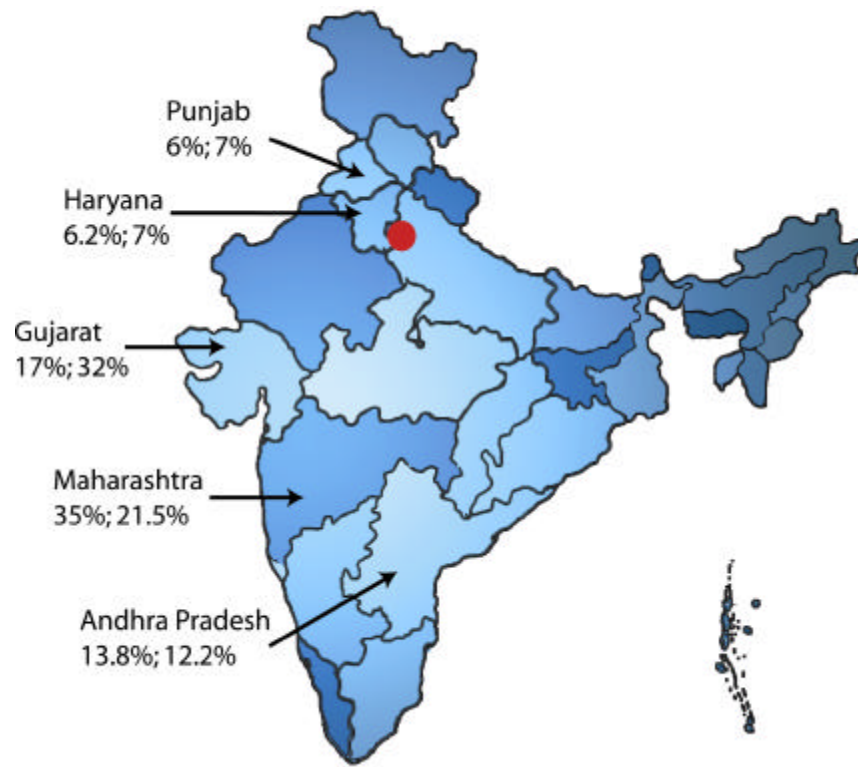 Punjab
6%; 7%
Haryana
6.2%; 7%
Gujarat
17%; 32%
Maharashtra
35%; 21.5%
Andhra Pradesh
13.8%; 12.2%